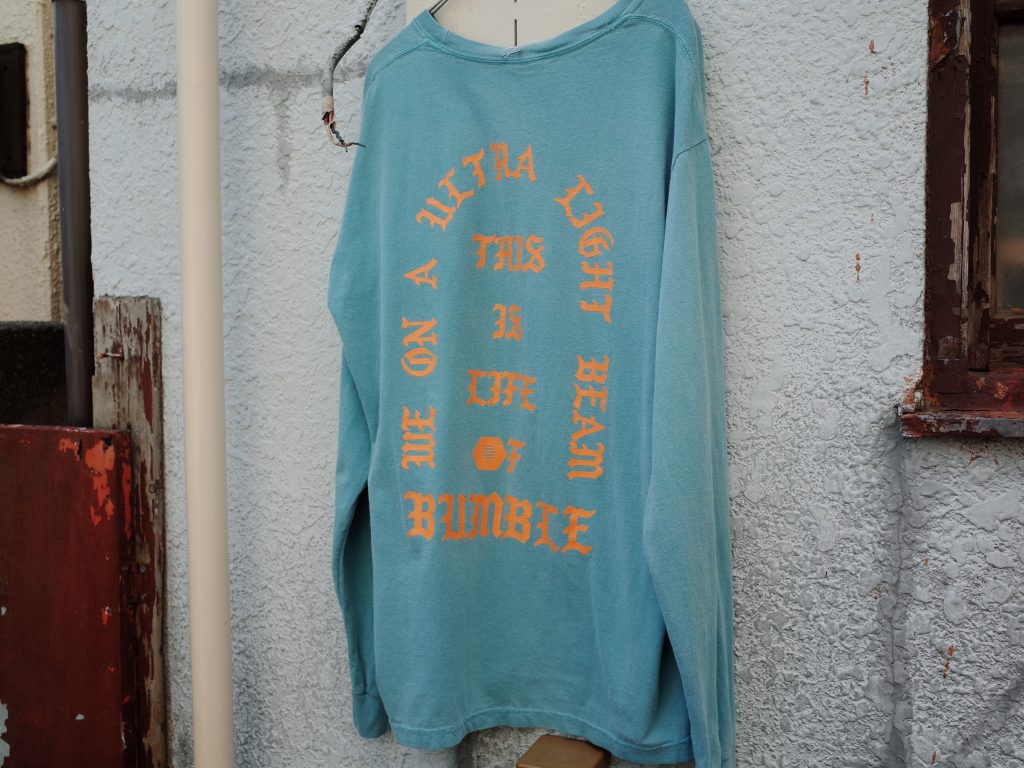 WE ON A ULTRA LIGHT BEAM
THIS
IS
LIFE
OF
BUMBLE